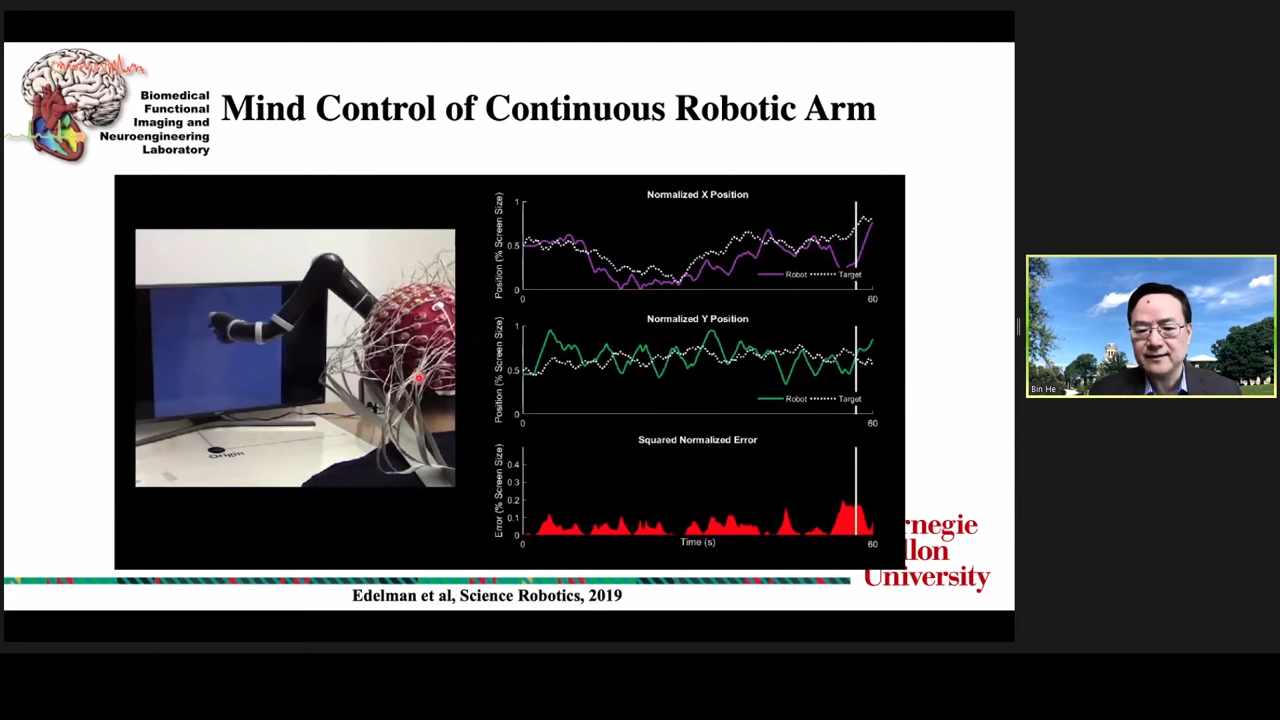 Biomedical
Functional
Imaging and
Neuroengineering
Laboratory
Mind Control of Continuous Robotic Arm
Origin
Normalized X Position
Position (% Screen Size)
1
0.5
0
Robot Target
0 60
Normalized Y Position
Position (% Screen Size)
1
0.5
0
Robot Target
0 60
Squared Normalized Error
Error (% Screen Size)
0.4
0.3
0.2
0.1
0
0 Time (s) 60
rnegie
llon
University
Edelman et al, Science Robotics, 2019
Bin He